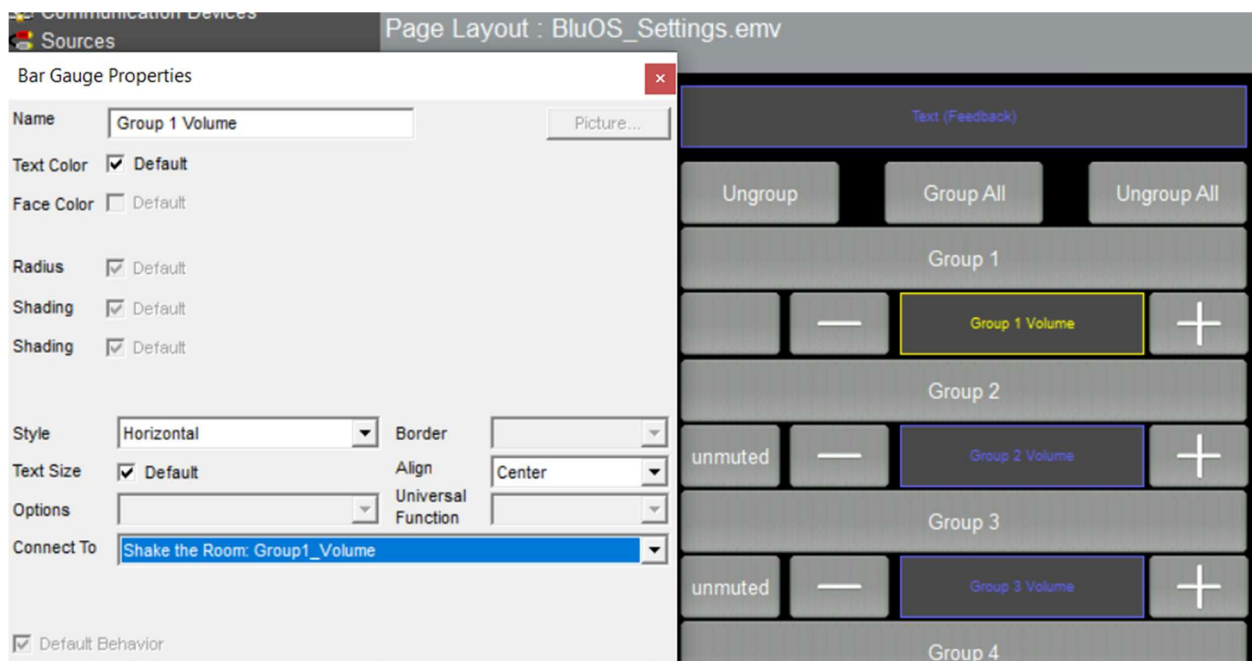 Communication Devices
Sources
Page Layout : BluOS_Settings.emv
Bar Gauge Properties
Name
Group 1 Volume
Picture...
Text Color
Default
Face Color
Default
Radius
Default
Shading
Default
Shading
Default
Style
Horizontal
Border
Text Size
Default
Align
Center
Options
Universal
Function
Connect To
Shake the Room: Group1_Volume
Default Behavior
Text (Feedback)
Ungroup
Group All
Ungroup All
Group 1
Group 1 Volume
Group 2
unmuted
Group 2 Volume
Group 3
unmuted
Group 3 Volume
Group 4